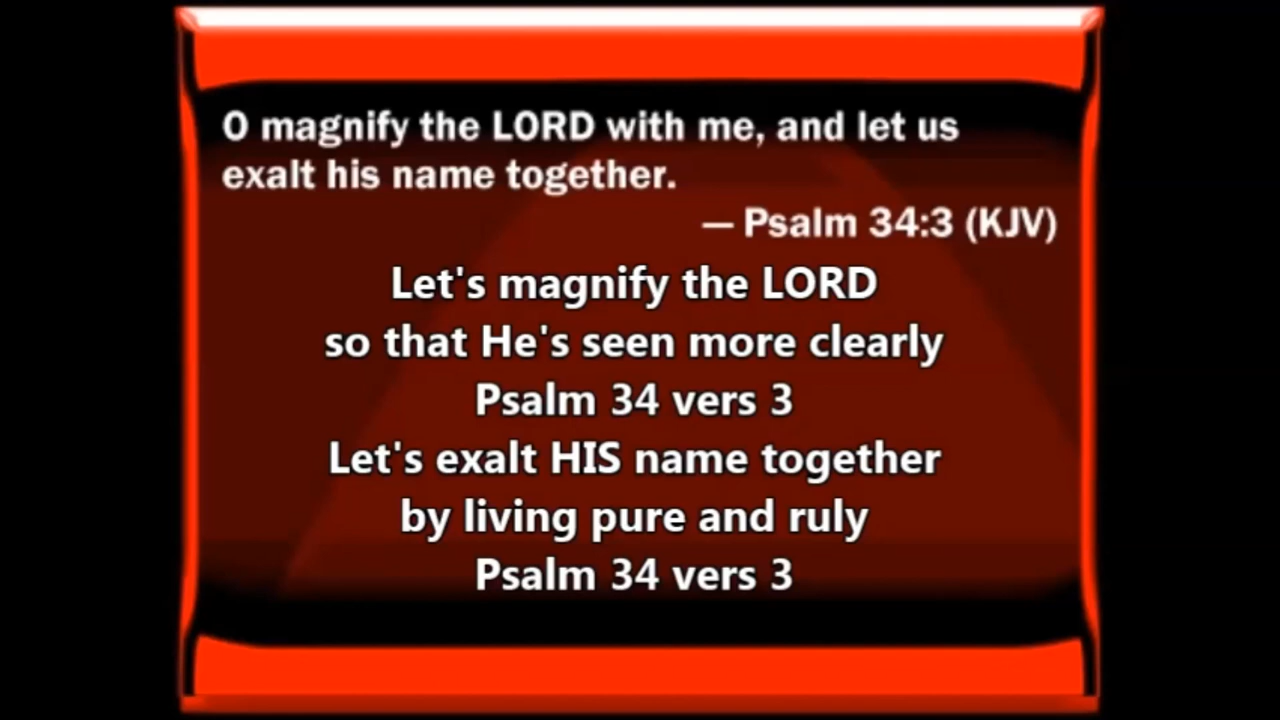 O magnify the LORD with me, and let us
exalt his name together.
— Psalm 34:3 (KJV)
Let's magnify the LORD
so that He's seen more clearly
Psalm 34 vers 3
Let's exalt HIS name together
by living pure and ruly
Psalm 34 vers 3